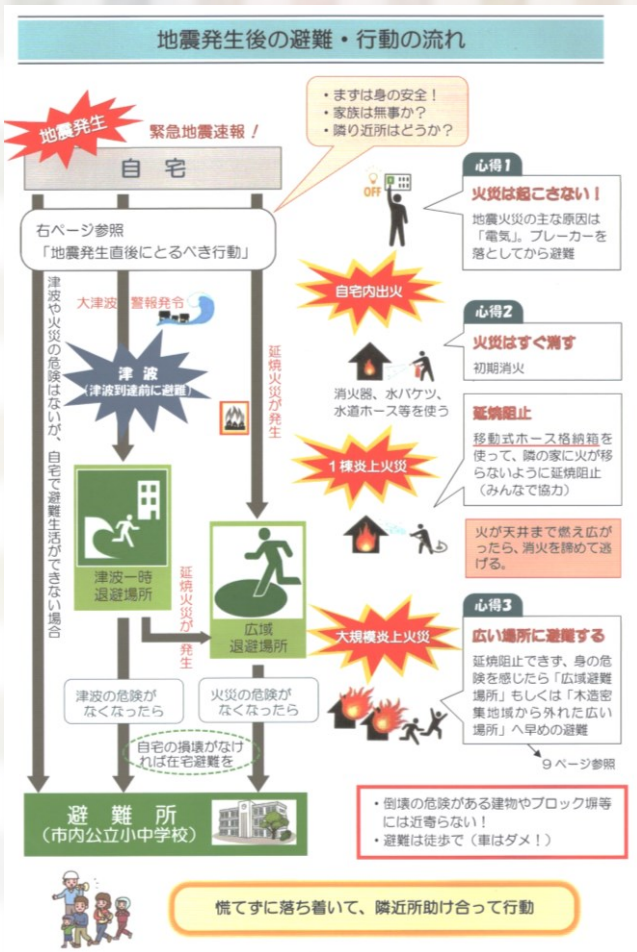 地震発生後の避難・行動の流れ
・まずは身の安全！
・家族は無事か？
・隣り近所はどうか？
地震発生
緊急地震速報！
自宅
右ページ参照
「地震発生直後にとるべき行動」
津波や火災の危険はないが、自宅で避難生活ができない場合
大津波警報発令
津波
（津波到達前に避難）
延焼火災が発生
津波一時
退避場所
延焼火災が発生
広域
退避場所
津波の危険が
なくなったら
火災の危険が
なくなったら
自宅の損壊がなけ
れば在宅避難を
避難所
（市内公立小中学校）
OFF
心得1
火災は起こさない！
地震火災の主な原因は
「電気」。ブレーカーを
落としてから避難
自宅内出火
心得2
火災はすぐ消す
初期消火
消火器、水バケツ、
水道ホース等を使う
延焼阻止
移動式ホース格納箱を
使って、隣の家に火が移
らないように延焼阻止
（みんなで協力）
1棟炎上火災
火が天井まで燃え広が
ったら、消火を諦めて逃
げる。
大規模炎上火災
心得3
広い場所に避難する
延焼阻止できず、身の危
険を感じたら「広域避難
場所」もしくは「木造密
集地域から外れた広い
場所」へ早めの避難
9ページ参照
・倒壊の危険がある建物やブロック塀等
には近寄らない！
・避難は徒歩で（車はダメ！）
慌てずに落ち着いて、隣近所助け合って行動